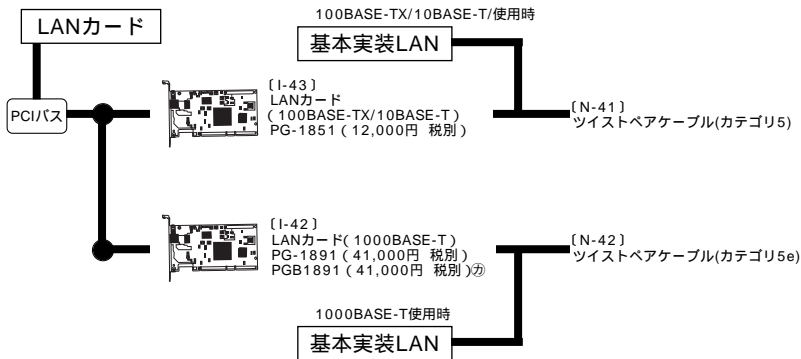 LANカード
100BASE-TX/10BASE-T/使用時
基本実装LAN
PCIバス
〔I-43〕
LANカード
(100BASE-TX/10BASE-T)
PG-1851（12,000円 税別）
〔N-41〕
ツイストペアケーブル(カテゴリ5)
〔I-42〕
LANカード(1000BASE-T)
PG-1891（41,000円 税別）
PGB1891（41,000円 税別）㋕
〔N-42〕
ツイストペアケーブル(カテゴリ5e)
1000BASE-T使用時
基本実装LAN